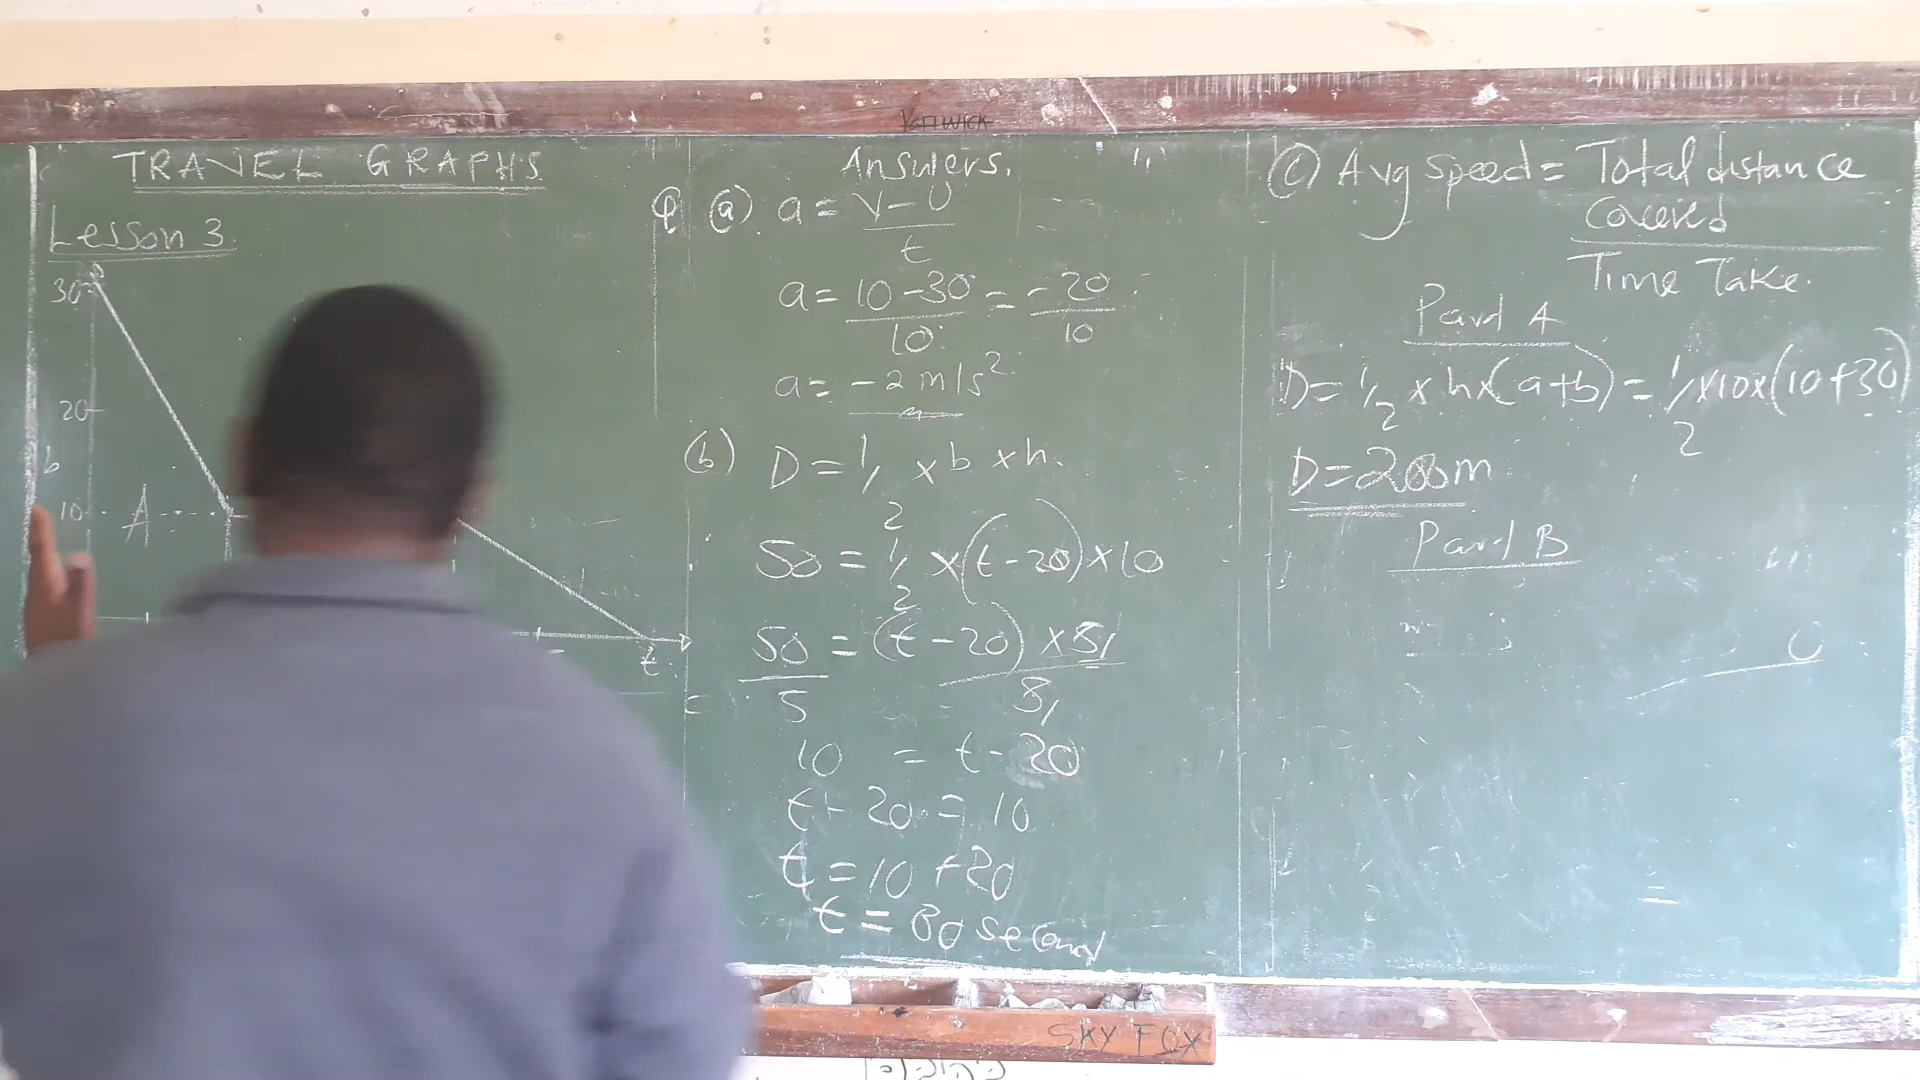 VANWICK
TRAVEL GRAPHS
Lesson 3
30
20
b
10
A
t
Answers.
Q (a) a = V - U
t
a = 10 - 30 = - 20
10 10
a = - 2 m/s²
(b) D = 1/2 × b × h.
50 = 1/2 × (t - 20) × 10
50 = (t - 20) × 5
5 5
10 = t - 20
t - 20 = 10
t = 10 + 20
t = 30 second
(c) Avg speed = Total distance
covered
Time Take.
Part A
D = 1/2 × h × (a + b) = 1/2 × 10 × (10 + 30)
D = 200m
Part B
SKY FOX